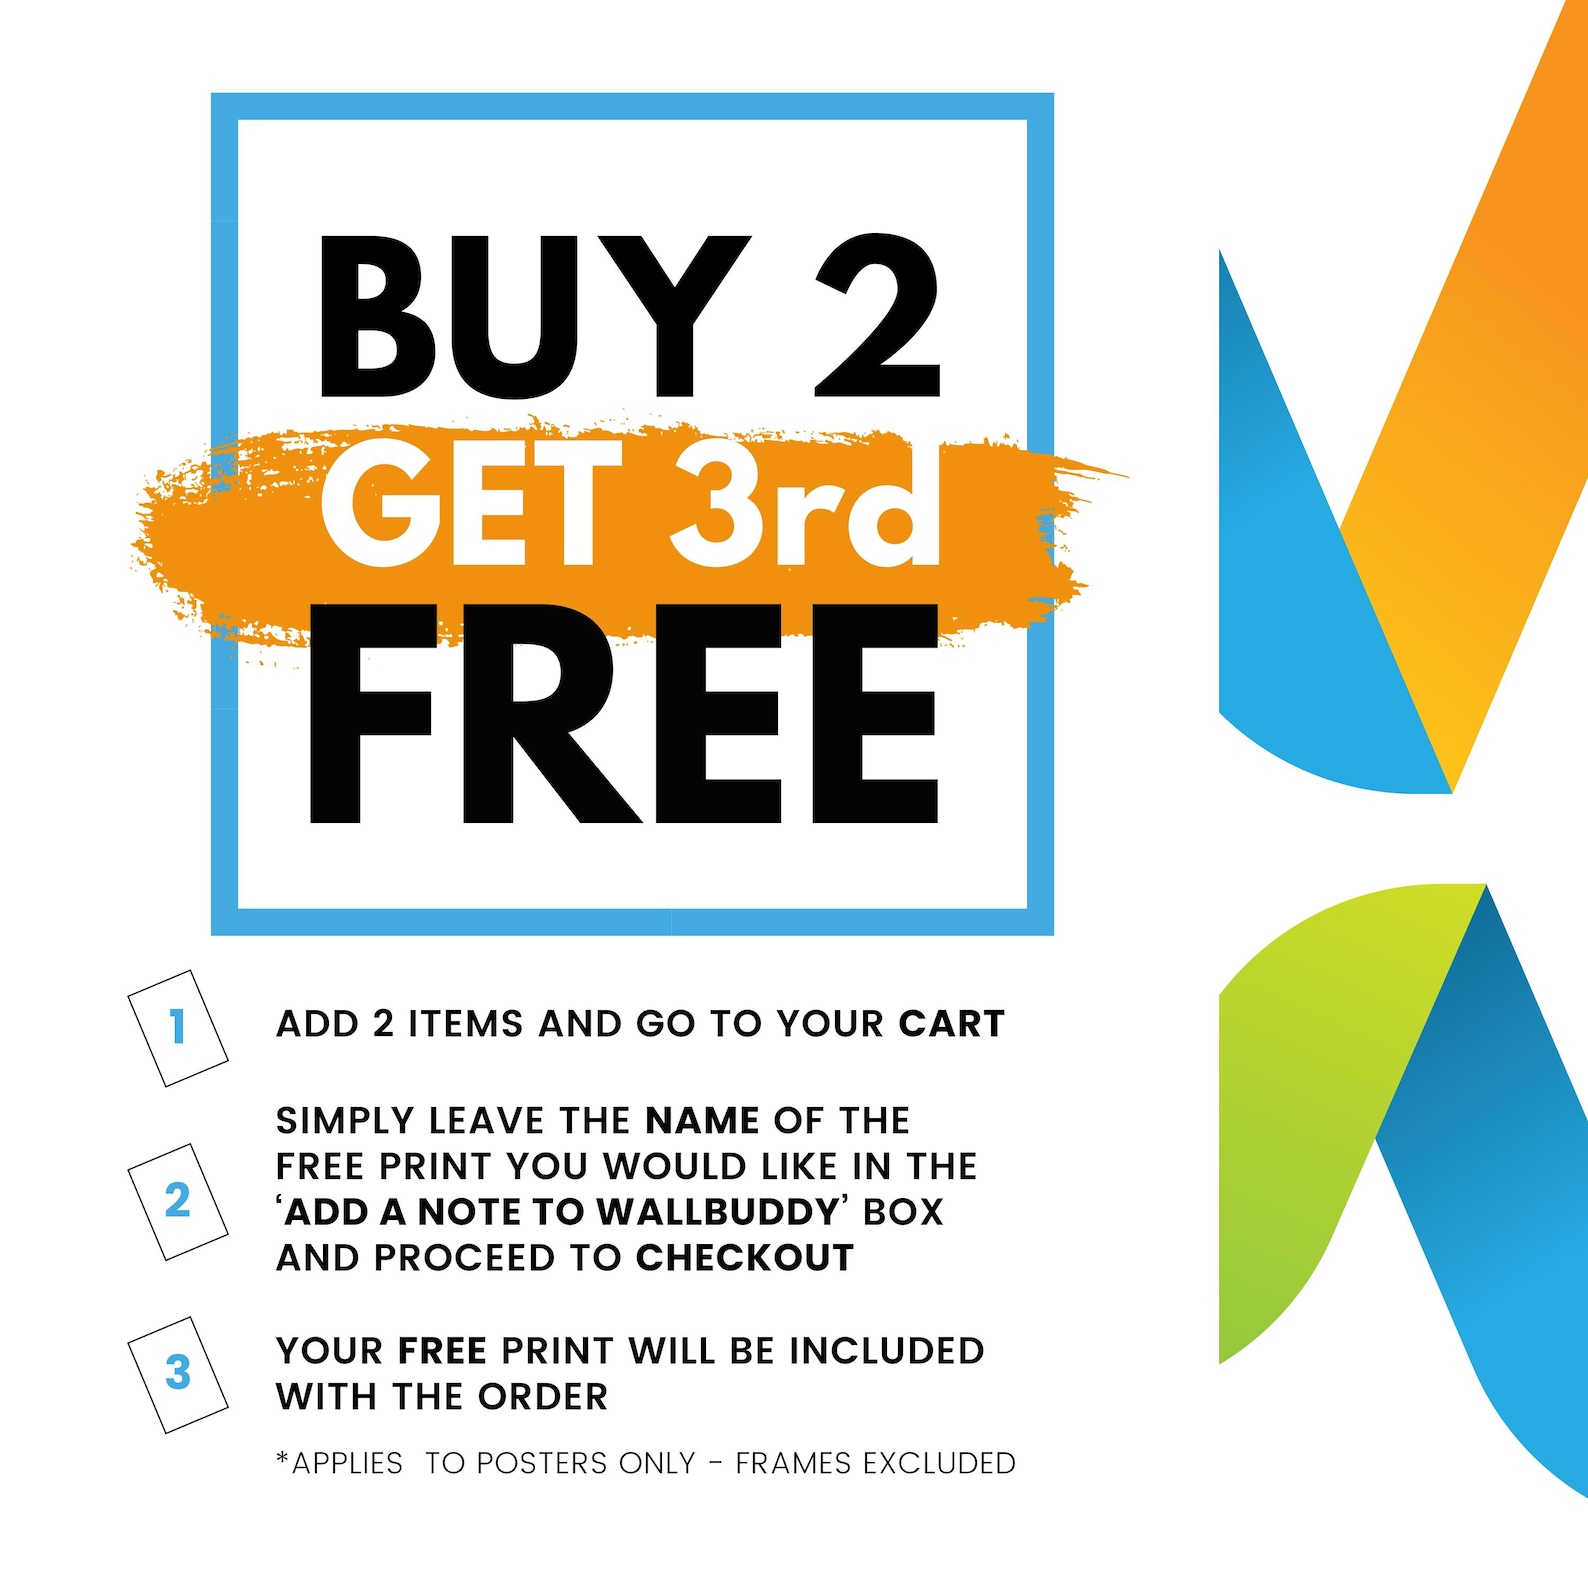 BUY 2
GET 3rd
FREE
1
ADD 2 ITEMS AND GO TO YOUR CART
2
SIMPLY LEAVE THE NAME OF THE
FREE PRINT YOU WOULD LIKE IN THE
‘ADD A NOTE TO WALLBUDDY’ BOX
AND PROCEED TO CHECKOUT
3
YOUR FREE PRINT WILL BE INCLUDED
WITH THE ORDER
*APPLIES  TO POSTERS ONLY - FRAMES EXCLUDED